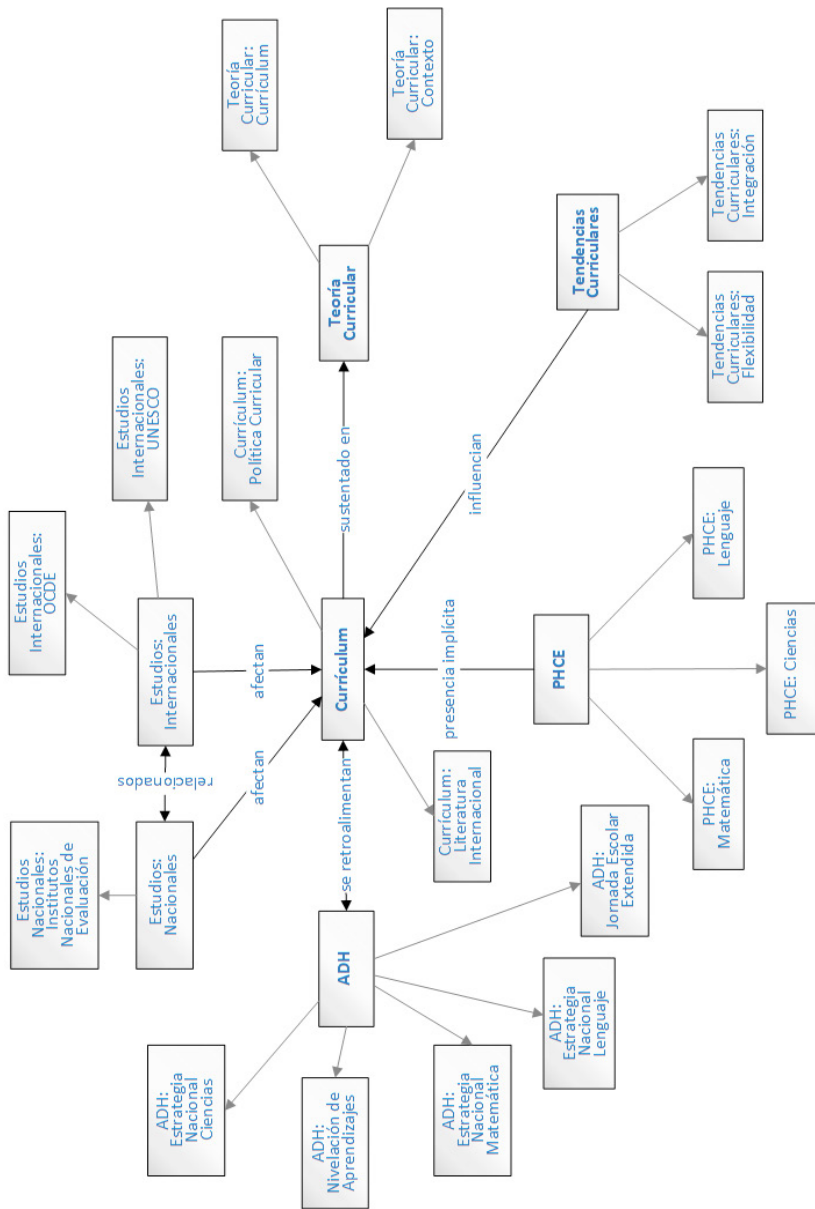 Estudios
Nacionales:
Institutos
Nacionales de
Evaluación
Estudios
Internacionales:
OCDE
Estudios
Internacionales:
UNESCO
Estudios:
Nacionales
relacionados
Estudios:
Internacionales
afectan
afectan
ADH:
Estrategia
Nacional
Ciencias
ADH:
Nivelación de
Aprendizajes
ADH:
Estrategia
Nacional
Matemática
ADH:
Estrategia
Nacional
Lenguaje
ADH:
Jornada Escolar
Extendida
ADH
se retroalimentan
Currículum
Currículum:
Política Curricular
Currículum:
Literatura
Internacional
sustentado en
Teoría
Curricular
Teoría
Curricular:
Currículum
Teoría
Curricular:
Contexto
presencia implícita
influencian
PHCE
PHCE:
Matemática
PHCE: Ciencias
PHCE:
Lenguaje
Tendencias
Curriculares
Tendencias
Curriculares:
Flexibilidad
Tendencias
Curriculares:
Integración